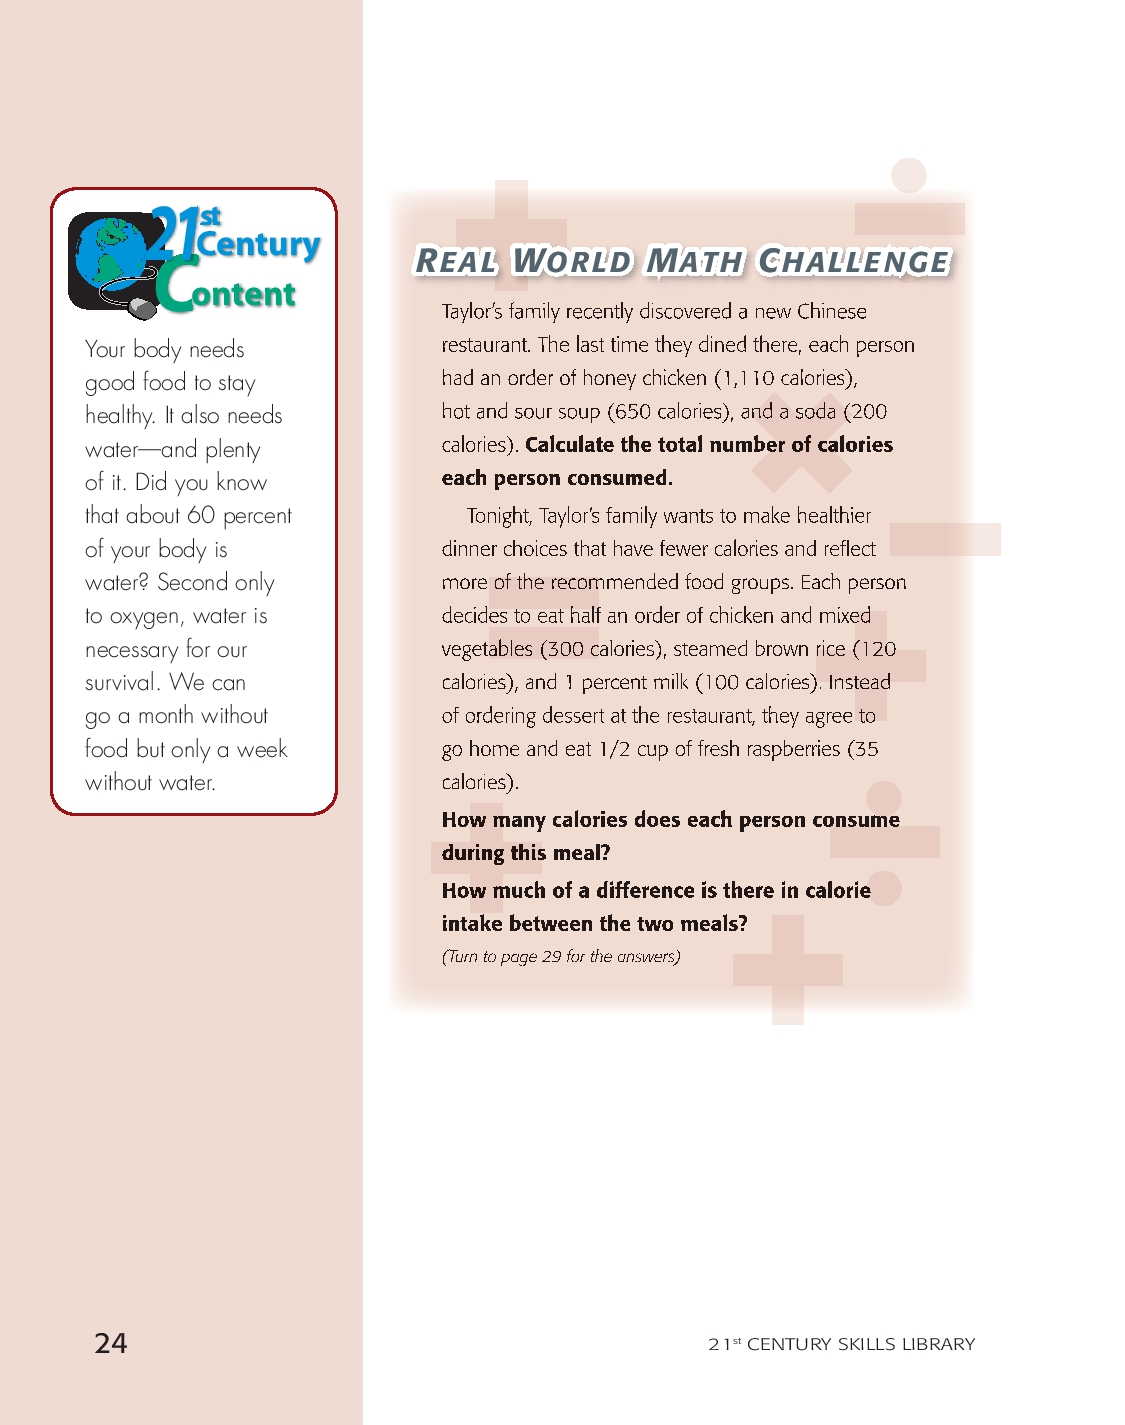 21st
Century
Content
Your body needs
good food to stay
healthy. It also needs
water—and plenty
of it. Did you know
that about 60 percent
of your body is
water? Second only
to oxygen, water is
necessary for our
survival. We can
go a month without
food but only a week
without water.
REAL WORLD MATH CHALLENGE
Taylor’s family recently discovered a new Chinese
restaurant. The last time they dined there, each person
had an order of honey chicken (1,110 calories),
hot and sour soup (650 calories), and a soda (200
calories). Calculate the total number of calories
each person consumed.
Tonight, Taylor’s family wants to make healthier
dinner choices that have fewer calories and reflect
more of the recommended food groups. Each person
decides to eat half an order of chicken and mixed
vegetables (300 calories), steamed brown rice (120
calories), and 1 percent milk (100 calories). Instead
of ordering dessert at the restaurant, they agree to
go home and eat 1/2 cup of fresh raspberries (35
calories).
How many calories does each person consume
during this meal?
How much of a difference is there in calorie
intake between the two meals?
(Turn to page 29 for the answers)
24
21st CENTURY SKILLS LIBRARY